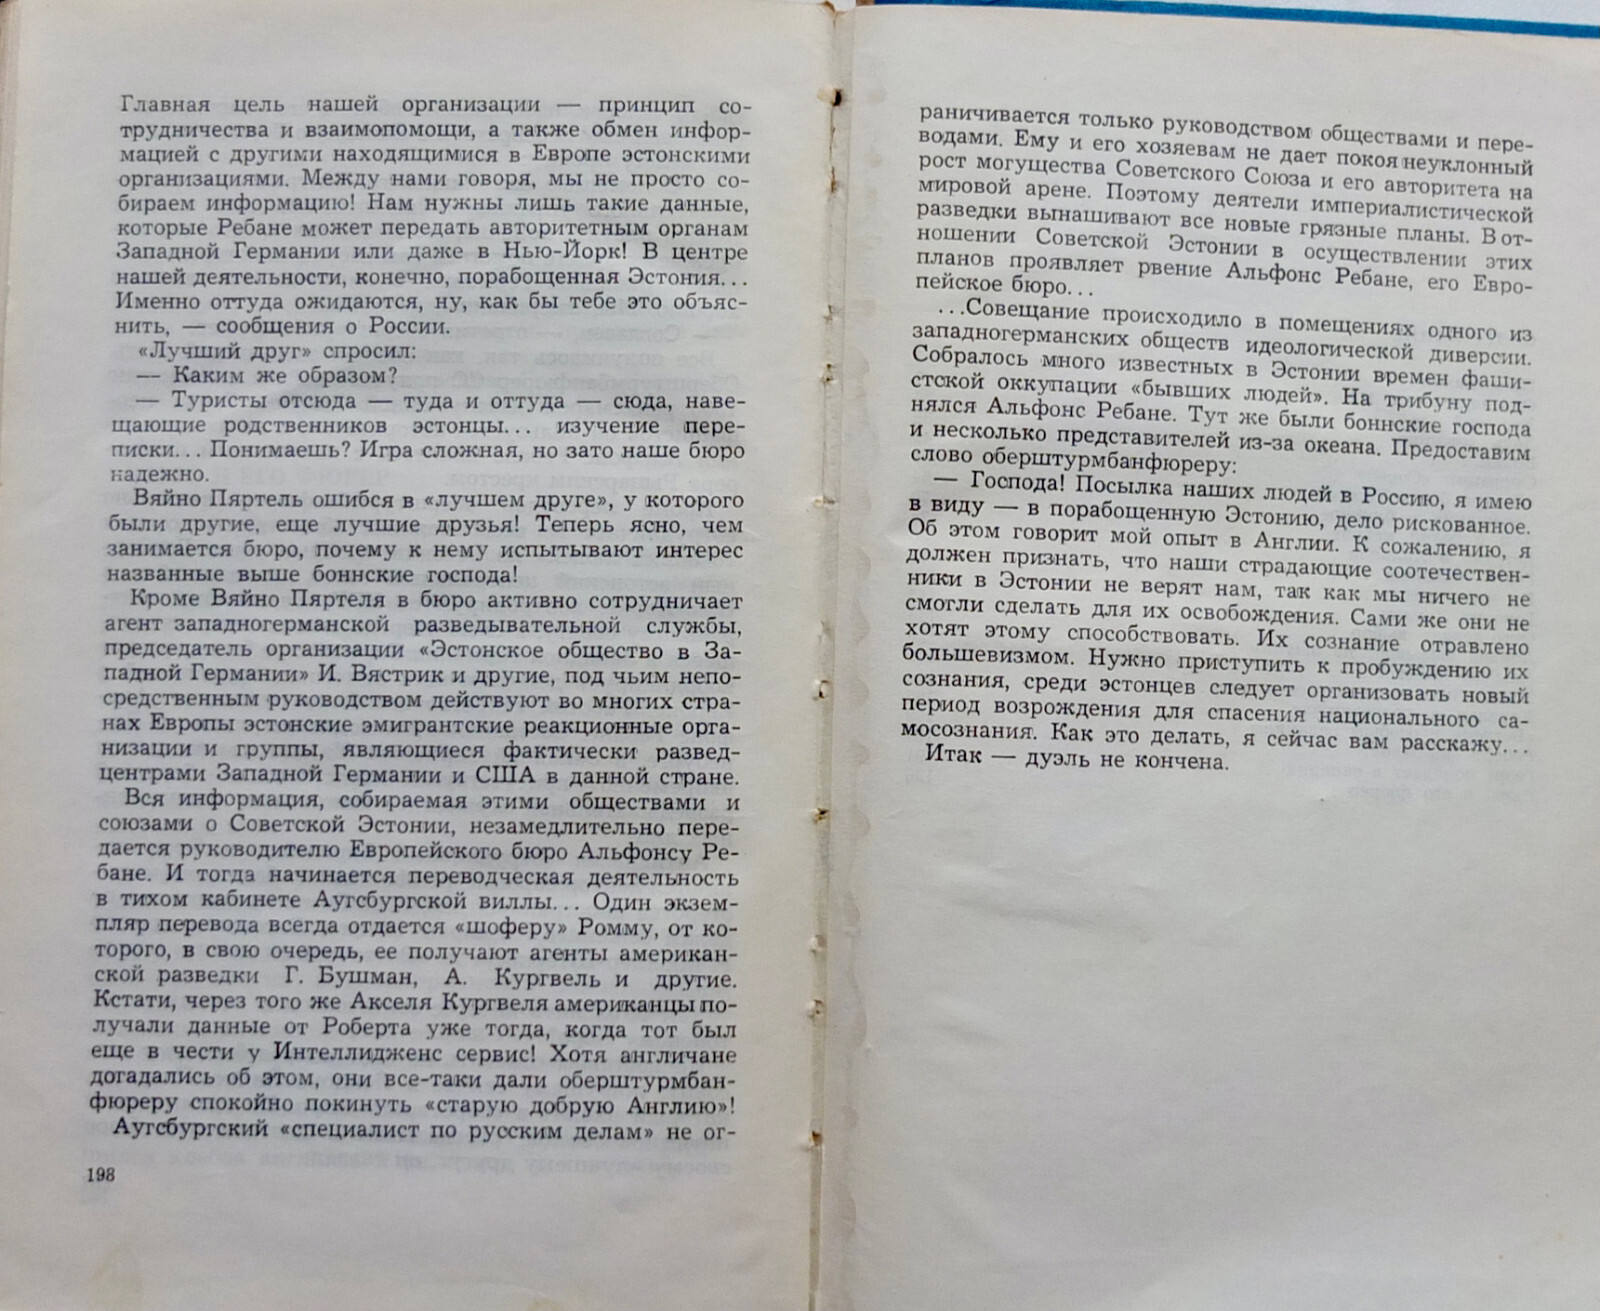 Главная цель нашей организации — принцип со-
трудничества и взаимопомощи, а также обмен инфор-
мацией с другими находящимися в Европе эстонскими
организациями. Между нами говоря, мы не просто со-
бираем информацию! Нам нужны лишь такие данные,
которые Ребане может передать авторитетным органам
Западной Германии или даже в Нью-Йорк! В центре
нашей деятельности, конечно, порабощенная Эстония...
Именно оттуда ожидаются, ну, как бы тебе это объяс-
нить, — сообщения о России.
«Лучший друг» спросил:
— Каким же образом?
— Туристы отсюда — туда и оттуда — сюда, наве-
щающие родственников эстонцы... изучение пере-
писки... Понимаешь? Игра сложная, но зато наше бюро
надежно.
Вяйно Пяртель ошибся в «лучшем друге», у которого
были другие, еще лучшие друзья! Теперь ясно, чем
занимается бюро, почему к нему испытывают интерес
названные выше боннские господа!
Кроме Вяйно Пяртеля в бюро активно сотрудничает
агент западногерманской разведывательной службы,
председатель организации «Эстонское общество в За-
падной Германии» И. Вястрик и другие, под чьим непо-
средственным руководством действуют во многих стра-
нах Европы эстонские эмигрантские реакционные орга-
низации и группы, являющиеся фактически развед-
центрами Западной Германии и США в данной стране.
Вся информация, собираемая этими обществами и
союзами о Советской Эстонии, незамедлительно пере-
дается руководителю Европейского бюро Альфонсу Ре-
бане. И тогда начинается переводческая деятельность
в тихом кабинете Аугсбургской виллы... Один экзем-
пляр перевода всегда отдается «шоферу» Ромму, от ко-
торого, в свою очередь, ее получают агенты американ-
ской разведки Г. Бушман, А. Кургвель и другие.
Кстати, через того же Акселя Кургвеля американцы по-
лучали данные от Роберта уже тогда, когда тот был
еще в чести у Интеллидженс сервис! Хотя англичане
догадались об этом, они все-таки дали оберштурмбан-
фюреру спокойно покинуть «старую добрую Англию»!
Аугсбургский «специалист по русским делам» не ог-
198
раничивается только руководством обществами и пере-
водами. Ему и его хозяевам не дает покоя неуклонный
рост могущества Советского Союза и его авторитета на
мировой арене. Поэтому деятели империалистической
разведки вынашивают все новые грязные планы. В от-
ношении Советской Эстонии в осуществлении этих
планов проявляет рвение Альфонс Ребане, его Евро-
пейское бюро...
...Совещание происходило в помещениях одного из
западногерманских обществ идеологической диверсии.
Собралось много известных в Эстонии времен фаши-
стской оккупации «бывших людей». На трибуну под-
нялся Альфонс Ребане. Тут же были боннские господа
и несколько представителей из-за океана. Предоставим
слово оберштурмбанфюреру:
— Господа! Посылка наших людей в Россию, я имею
в виду — в порабощенную Эстонию, дело рискованное.
Об этом говорит мой опыт в Англии. К сожалению, я
должен признать, что наши страдающие соотечествен-
ники в Эстонии не верят нам, так как мы ничего не
смогли сделать для их освобождения. Сами же они не
хотят этому способствовать. Их сознание отравлено
большевизмом. Нужно приступить к пробуждению их
сознания, среди эстонцев следует организовать новый
период возрождения для спасения национального са-
мосознания. Как это делать, я сейчас вам расскажу...
Итак — дуэль не кончена.